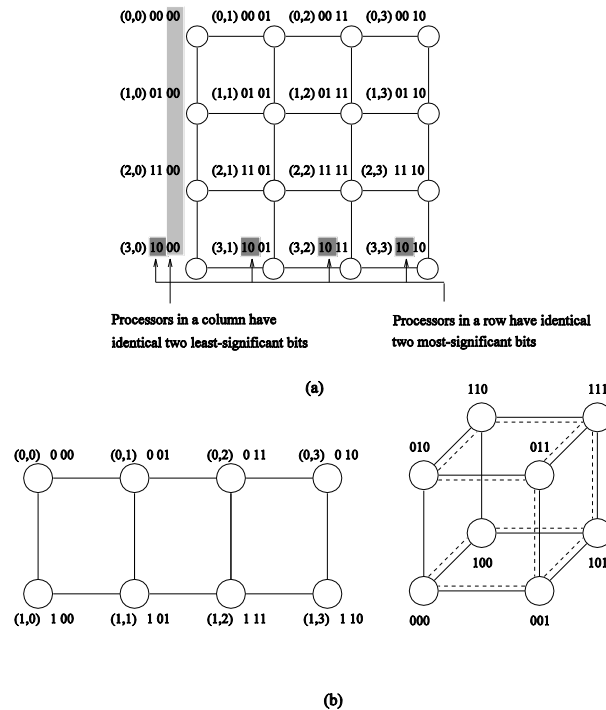 (0,0) 00 00 (0,1) 00 01 (0,2) 00 11 (0,3) 00 10
(1,0) 01 00 (1,1) 01 01 (1,2) 01 11 (1,3) 01 10
(2,0) 11 00 (2,1) 11 01 (2,2) 11 11 (2,3) 11 10
(3,0) 10 00 (3,1) 10 01 (3,2) 10 11 (3,3) 10 10
Processors in a column have
identical two least-significant bits
Processors in a row have identical
two most-significant bits
(a)
110 111
(0,0) 0 00 (0,1) 0 01 (0,2) 0 11 (0,3) 0 10
010 011
100 101
(1,0) 1 00 (1,1) 1 01 (1,2) 1 11 (1,3) 1 10
000 001
(b)